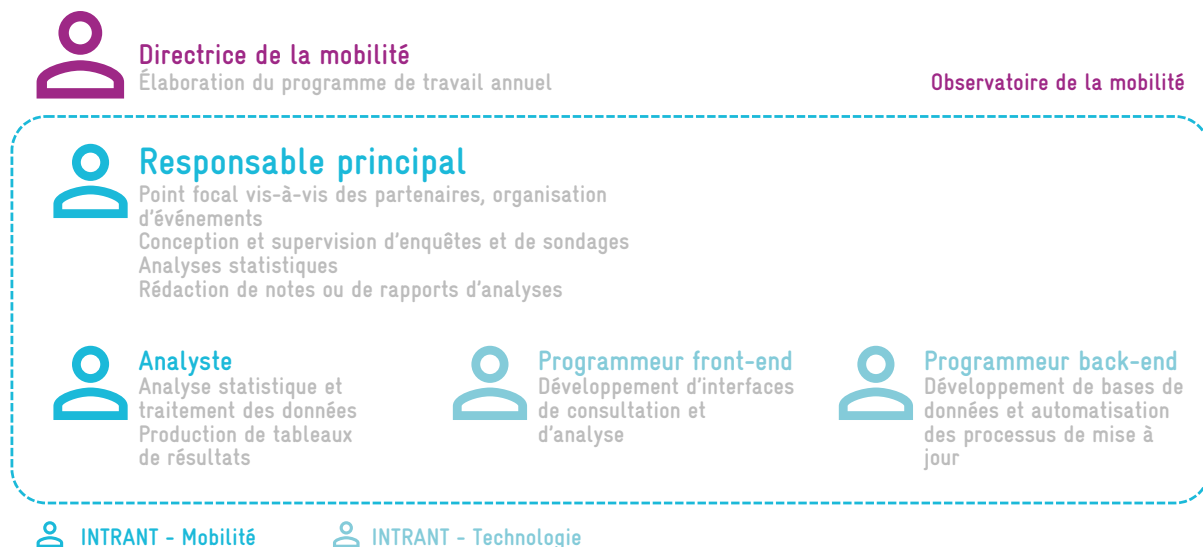 Directrice de la mobilité
Élaboration du programme de travail annuel
Observatoire de la mobilité
Responsable principal
Point focal vis-à-vis des partenaires, organisation
d'événements
Conception et supervision d'enquêtes et de sondages
Analyses statistiques
Rédaction de notes ou de rapports d'analyses
Analyste
Analyse statistique et
traitement des données
Production de tableaux
de résultats
Programmeur front-end
Développement d'interfaces
de consultation et
d'analyse
Programmeur back-end
Développement de bases de
données et automatisation
des processus de mise à
jour
INTRANT - Mobilité
INTRANT - Technologie